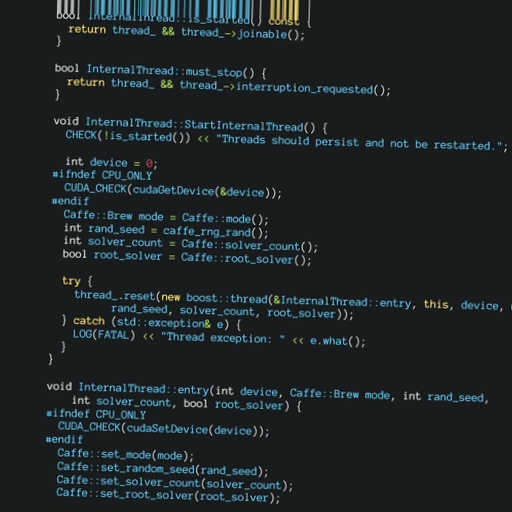 bool InternalThread::is_started() const {
return thread_ && thread_->joinable();
}
bool InternalThread::must_stop() {
return thread_ && thread_->interruption_requested();
}
void InternalThread::StartInternalThread() {
CHECK(!is_started()) << "Threads should persist and not be restarted.";
int device = 0;
#ifndef CPU_ONLY
CUDA_CHECK(cudaGetDevice(&device));
#endif
Caffe::Brew mode = Caffe::mode();
int rand_seed = caffe_rng_rand();
int solver_count = Caffe::solver_count();
bool root_solver = Caffe::root_solver();
try {
thread_.reset(new boost::thread(&InternalThread::entry, this, device,
rand_seed, solver_count, root_solver));
} catch (std::exception& e) {
LOG(FATAL) << "Thread exception: " << e.what();
}
}
void InternalThread::entry(int device, Caffe::Brew mode, int rand_seed,
int solver_count, bool root_solver) {
#ifndef CPU_ONLY
CUDA_CHECK(cudaSetDevice(device));
#endif
Caffe::set_mode(mode);
Caffe::set_random_seed(rand_seed);
Caffe::set_solver_count(solver_count);
Caffe::set_root_solver(root_solver);